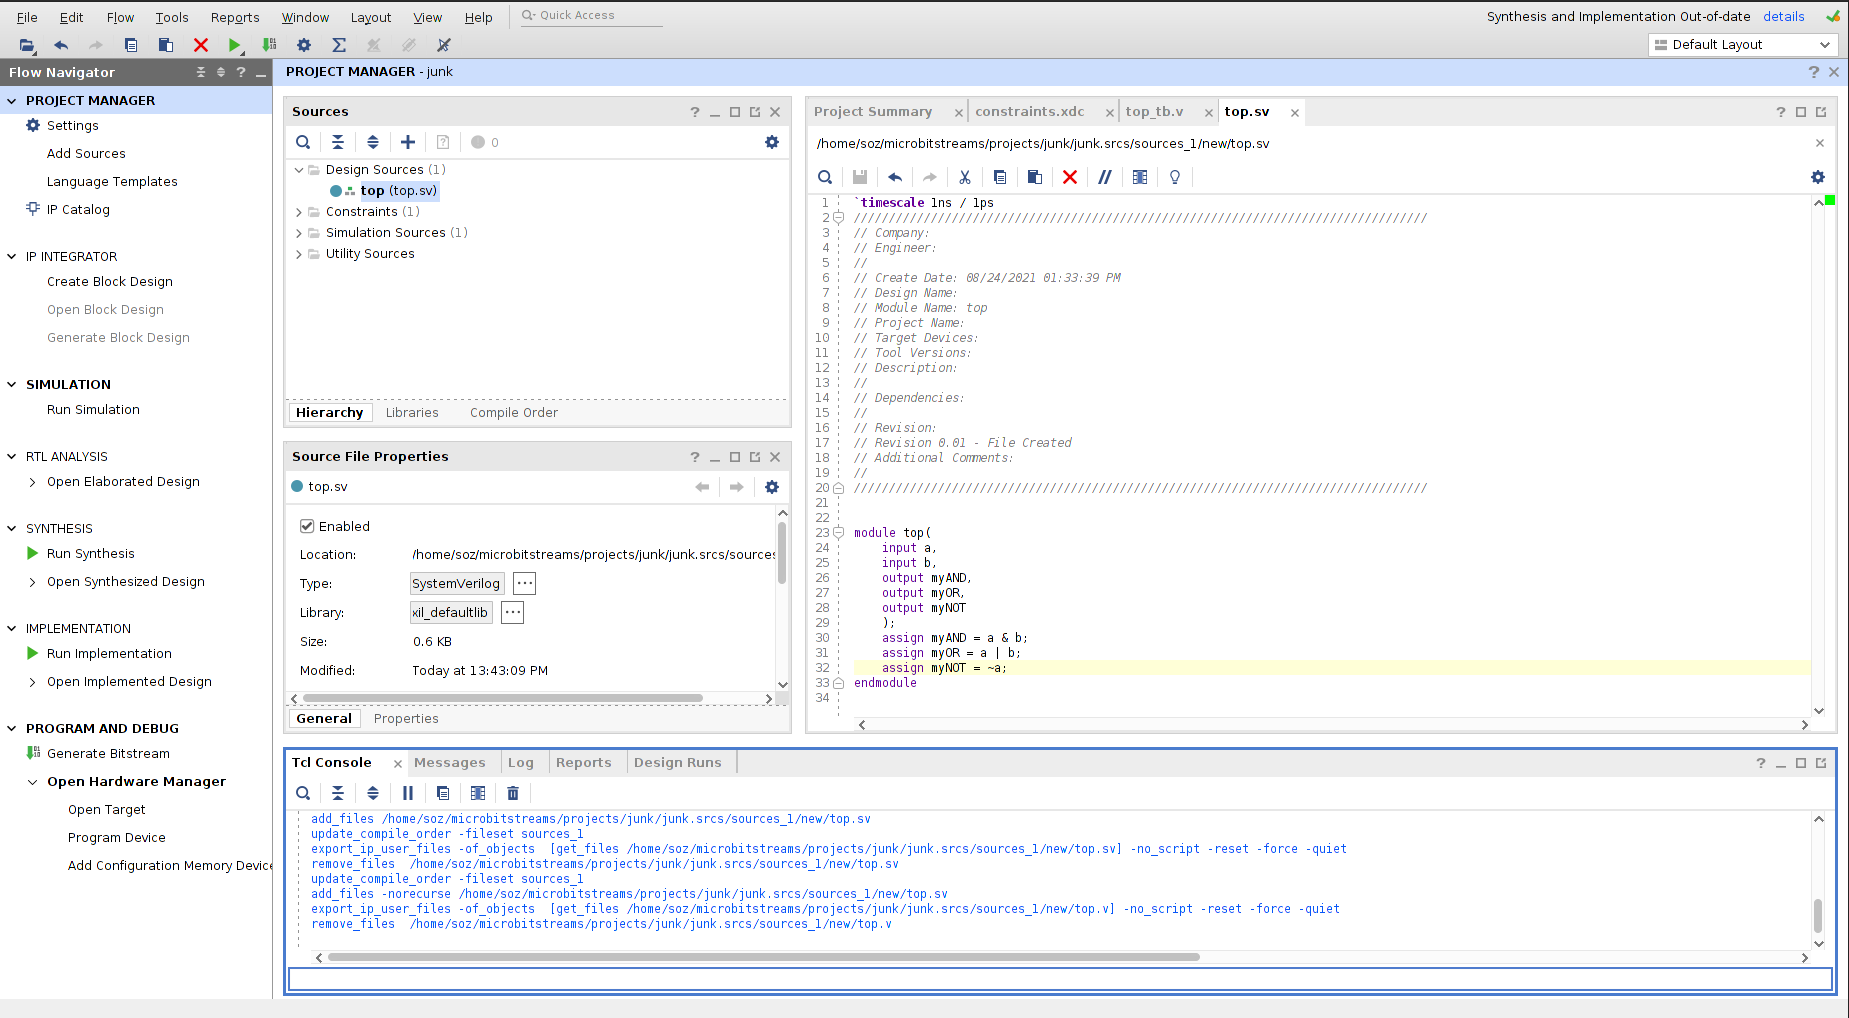 File Edit Flow Tools Reports Window Layout View Help Quick Access Synthesis and Implementation Out-of-date details
Default Layout
Flow Navigator
PROJECT MANAGER
Settings
Add Sources
Language Templates
IP Catalog
IP INTEGRATOR
Create Block Design
Open Block Design
Generate Block Design
SIMULATION
Run Simulation
RTL ANALYSIS
Open Elaborated Design
SYNTHESIS
Run Synthesis
Open Synthesized Design
IMPLEMENTATION
Run Implementation
Open Implemented Design
PROGRAM AND DEBUG
Generate Bitstream
Open Hardware Manager
Open Target
Program Device
Add Configuration Memory Device
PROJECT MANAGER - junk
Sources
0
Design Sources (1)
top (top.sv)
Constraints (1)
Simulation Sources (1)
Utility Sources
Hierarchy Libraries Compile Order
Source File Properties
top.sv
Enabled
Location: /home/soz/microbitstreams/projects/junk/junk.srcs/sources
Type: SystemVerilog ...
Library: xil_defaultlib ...
Size: 0.6 KB
Modified: Today at 13:43:09 PM
General Properties
Project Summary constraints.xdc top_tb.v top.sv
/home/soz/microbitstreams/projects/junk/junk.srcs/sources_1/new/top.sv
1 `timescale 1ns / 1ps
2 //////////////////////////////////////////////////////////////////////////////////
3 // Company:
4 // Engineer:
5 //
6 // Create Date: 08/24/2021 01:33:39 PM
7 // Design Name:
8 // Module Name: top
9 // Project Name:
10 // Target Devices:
11 // Tool Versions:
12 // Description:
13 //
14 // Dependencies:
15 //
16 // Revision:
17 // Revision 0.01 - File Created
18 // Additional Comments:
19 //
20 //////////////////////////////////////////////////////////////////////////////////
21
22
23 module top(
24 input a,
25 input b,
26 output myAND,
27 output myOR,
28 output myNOT
29 );
30 assign myAND = a & b;
31 assign myOR = a | b;
32 assign myNOT = ~a;
33 endmodule
34
Tcl Console Messages Log Reports Design Runs
add_files /home/soz/microbitstreams/projects/junk/junk.srcs/sources_1/new/top.sv
update_compile_order -fileset sources_1
export_ip_user_files -of_objects [get_files /home/soz/microbitstreams/projects/junk/junk.srcs/sources_1/new/top.sv] -no_script -reset -force -quiet
remove_files /home/soz/microbitstreams/projects/junk/junk.srcs/sources_1/new/top.sv
update_compile_order -fileset sources_1
add_files -norecurse /home/soz/microbitstreams/projects/junk/junk.srcs/sources_1/new/top.sv
export_ip_user_files -of_objects [get_files /home/soz/microbitstreams/projects/junk/junk.srcs/sources_1/new/top.v] -no_script -reset -force -quiet
remove_files /home/soz/microbitstreams/projects/junk/junk.srcs/sources_1/new/top.v